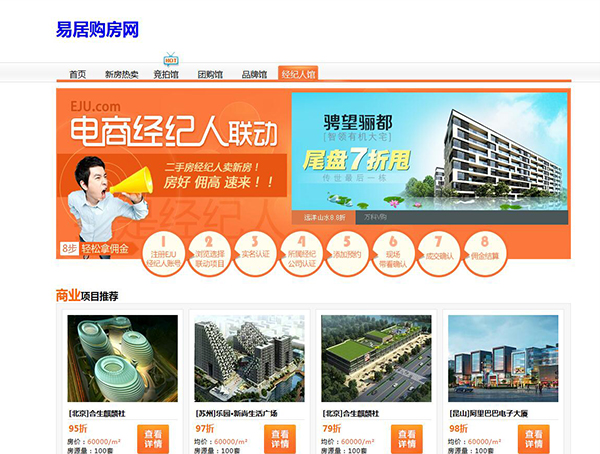 易居购房网
HOT
首页 新房热卖 竞拍馆 团购馆 品牌馆 经纪人馆
EJU.com
电商经纪人联动
二手房经纪人卖新房！
房好 佣高 速来！！
骋望骊都
[智领有机大宅]
尾盘7折甩
传世最后一栋
远洋山水8.8折 万科V购
8步 轻松拿佣金
1 注册EJU经纪人账号
2 浏览选择联动项目
3 实名认证
4 所属经纪公司认证
5 添加预约
6 现场带看确认
7 成交确认
8 佣金结算
商业项目推荐
[北京]合生麒麟社
95折
房价：60000/m²
房源量：100套
查看详情
[苏州]乐园•新尚生活广场
97折
均价：60000/m²
房源量：100套
查看详情
[北京]合生麒麟社
79折
均价：60000/m²
房源量：100套
查看详情
[昆山]阿里巴巴电子大厦
98折
均价：60000/m²
房源量：100套
查看详情